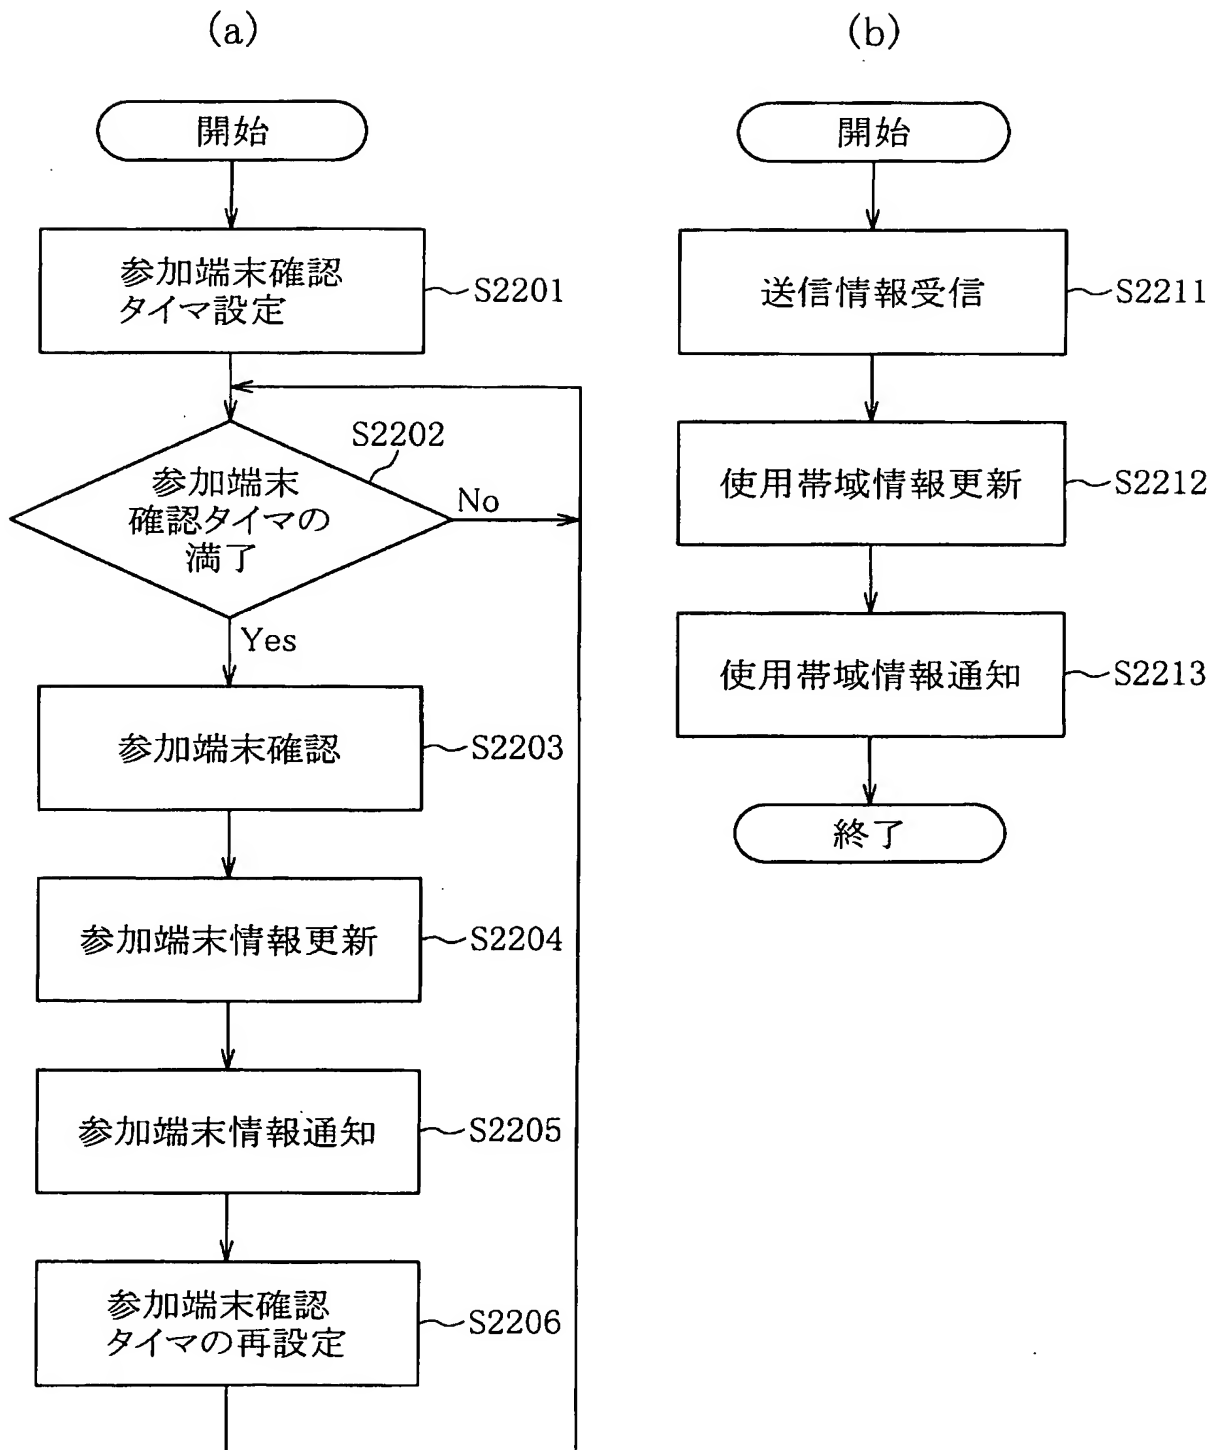 (a)
開始
参加端末確認
タイマ設定
S2201
S2202
参加端末
確認タイマの
満了
No
Yes
参加端末確認
S2203
参加端末情報更新
S2204
参加端末情報通知
S2205
参加端末確認
タイマの再設定
S2206
(b)
開始
送信情報受信
S2211
使用帯域情報更新
S2212
使用帯域情報通知
S2213
終了